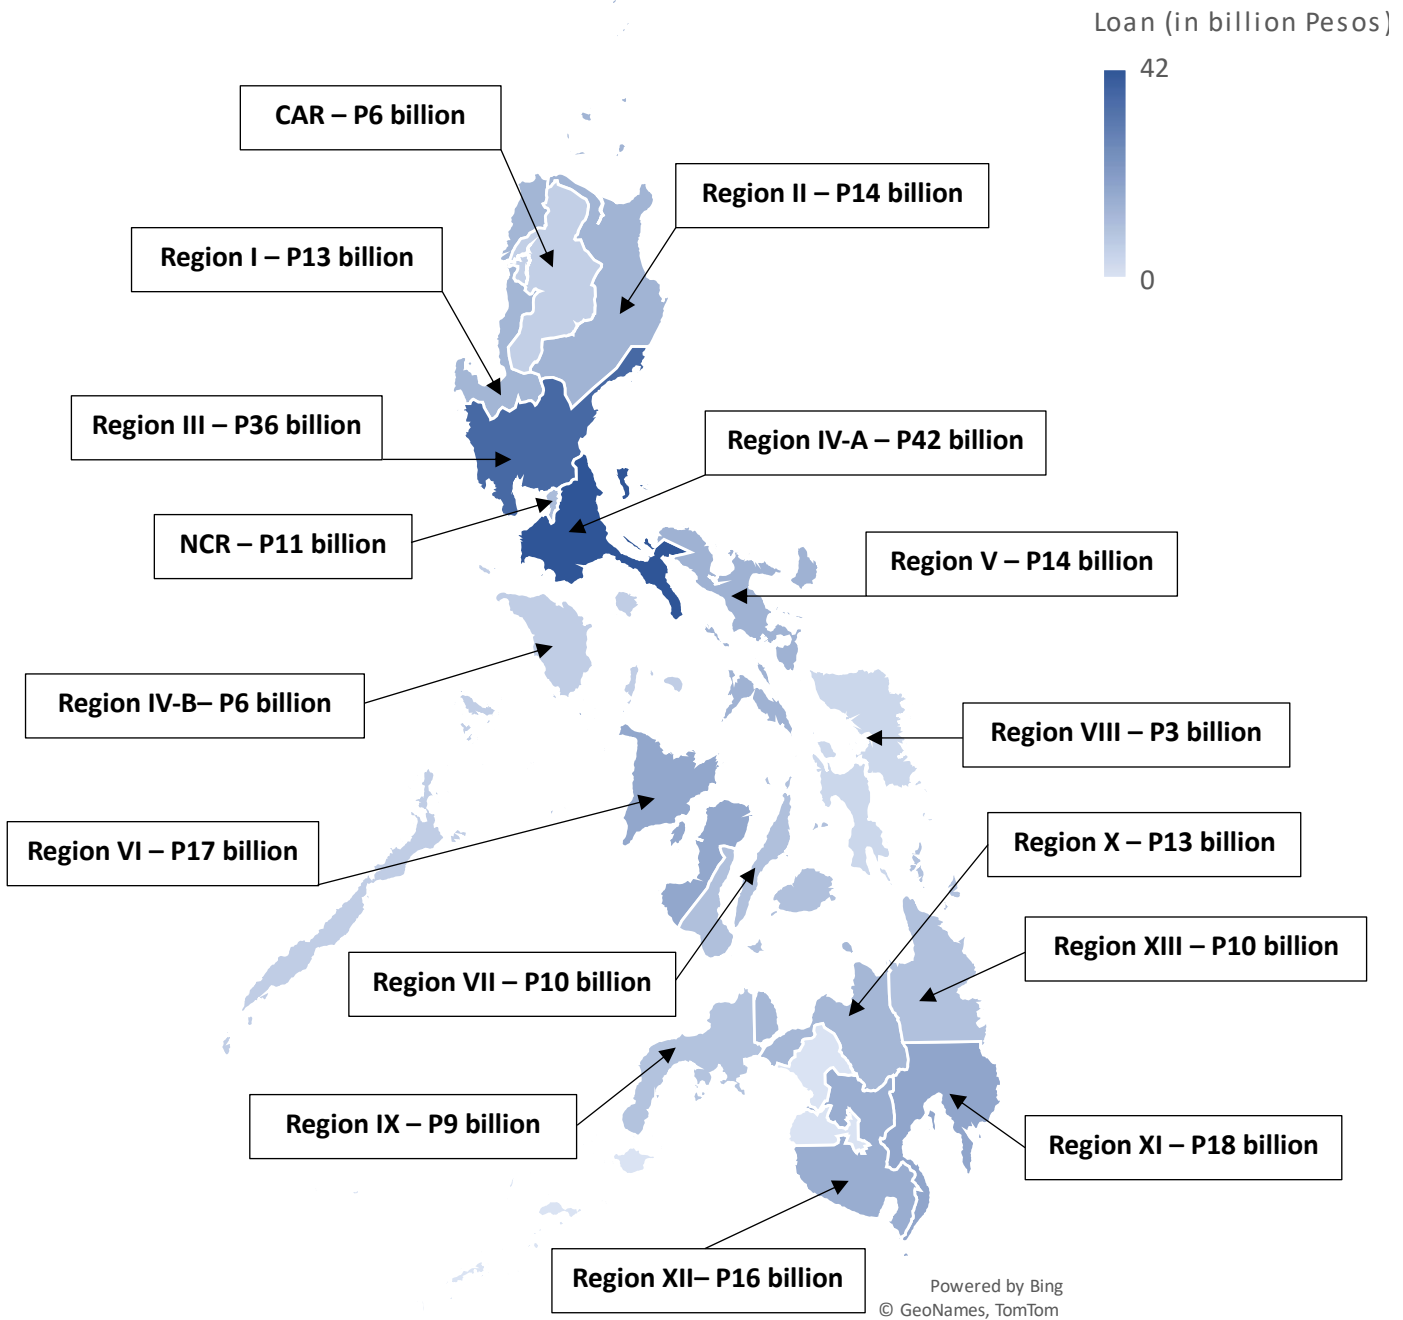 Loan (in billion Pesos)
42
0
CAR – P6 billion
Region II – P14 billion
Region I – P13 billion
Region III – P36 billion
Region IV-A – P42 billion
NCR – P11 billion
Region V – P14 billion
Region IV-B– P6 billion
Region VIII – P3 billion
Region VI – P17 billion
Region X – P13 billion
Region XIII – P10 billion
Region VII – P10 billion
Region IX – P9 billion
Region XI – P18 billion
Region XII– P16 billion
Powered by Bing
© GeoNames, TomTom